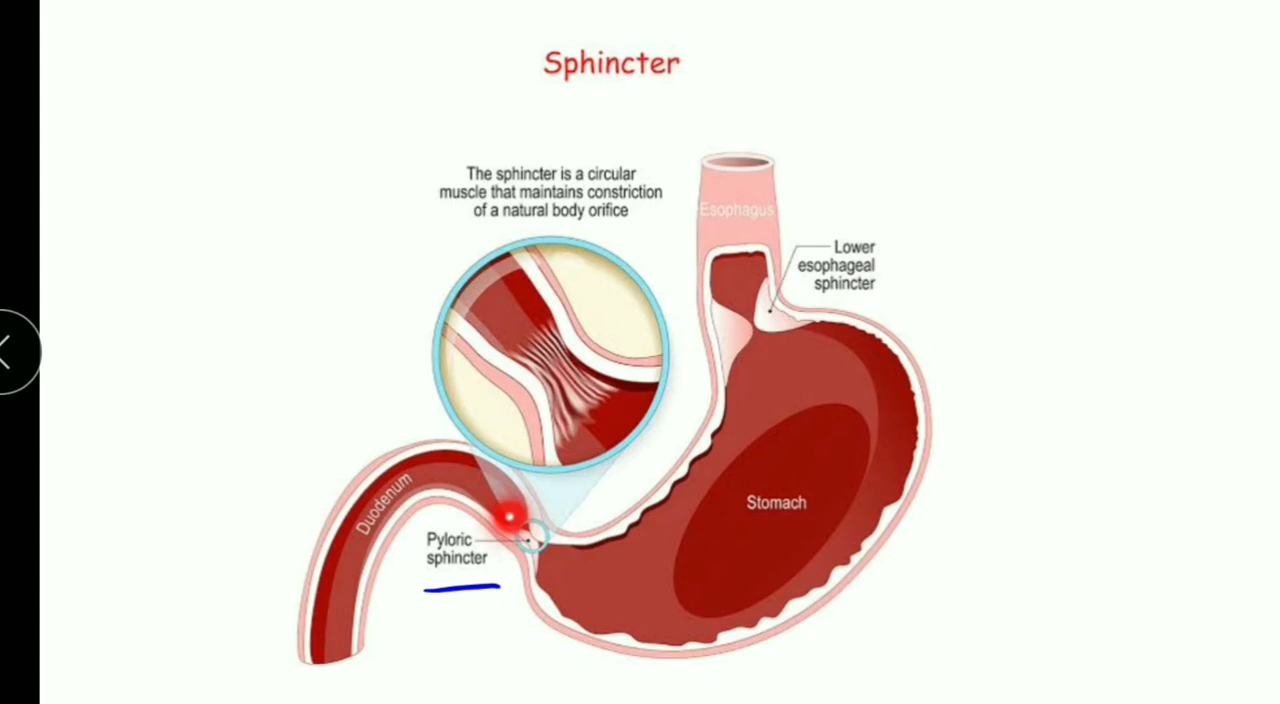 Sphincter
The sphincter is a circular
muscle that maintains constriction
of a natural body orifice
Esophagus
Lower
esophageal
sphincter
Duodenum
Stomach
Pyloric
sphincter